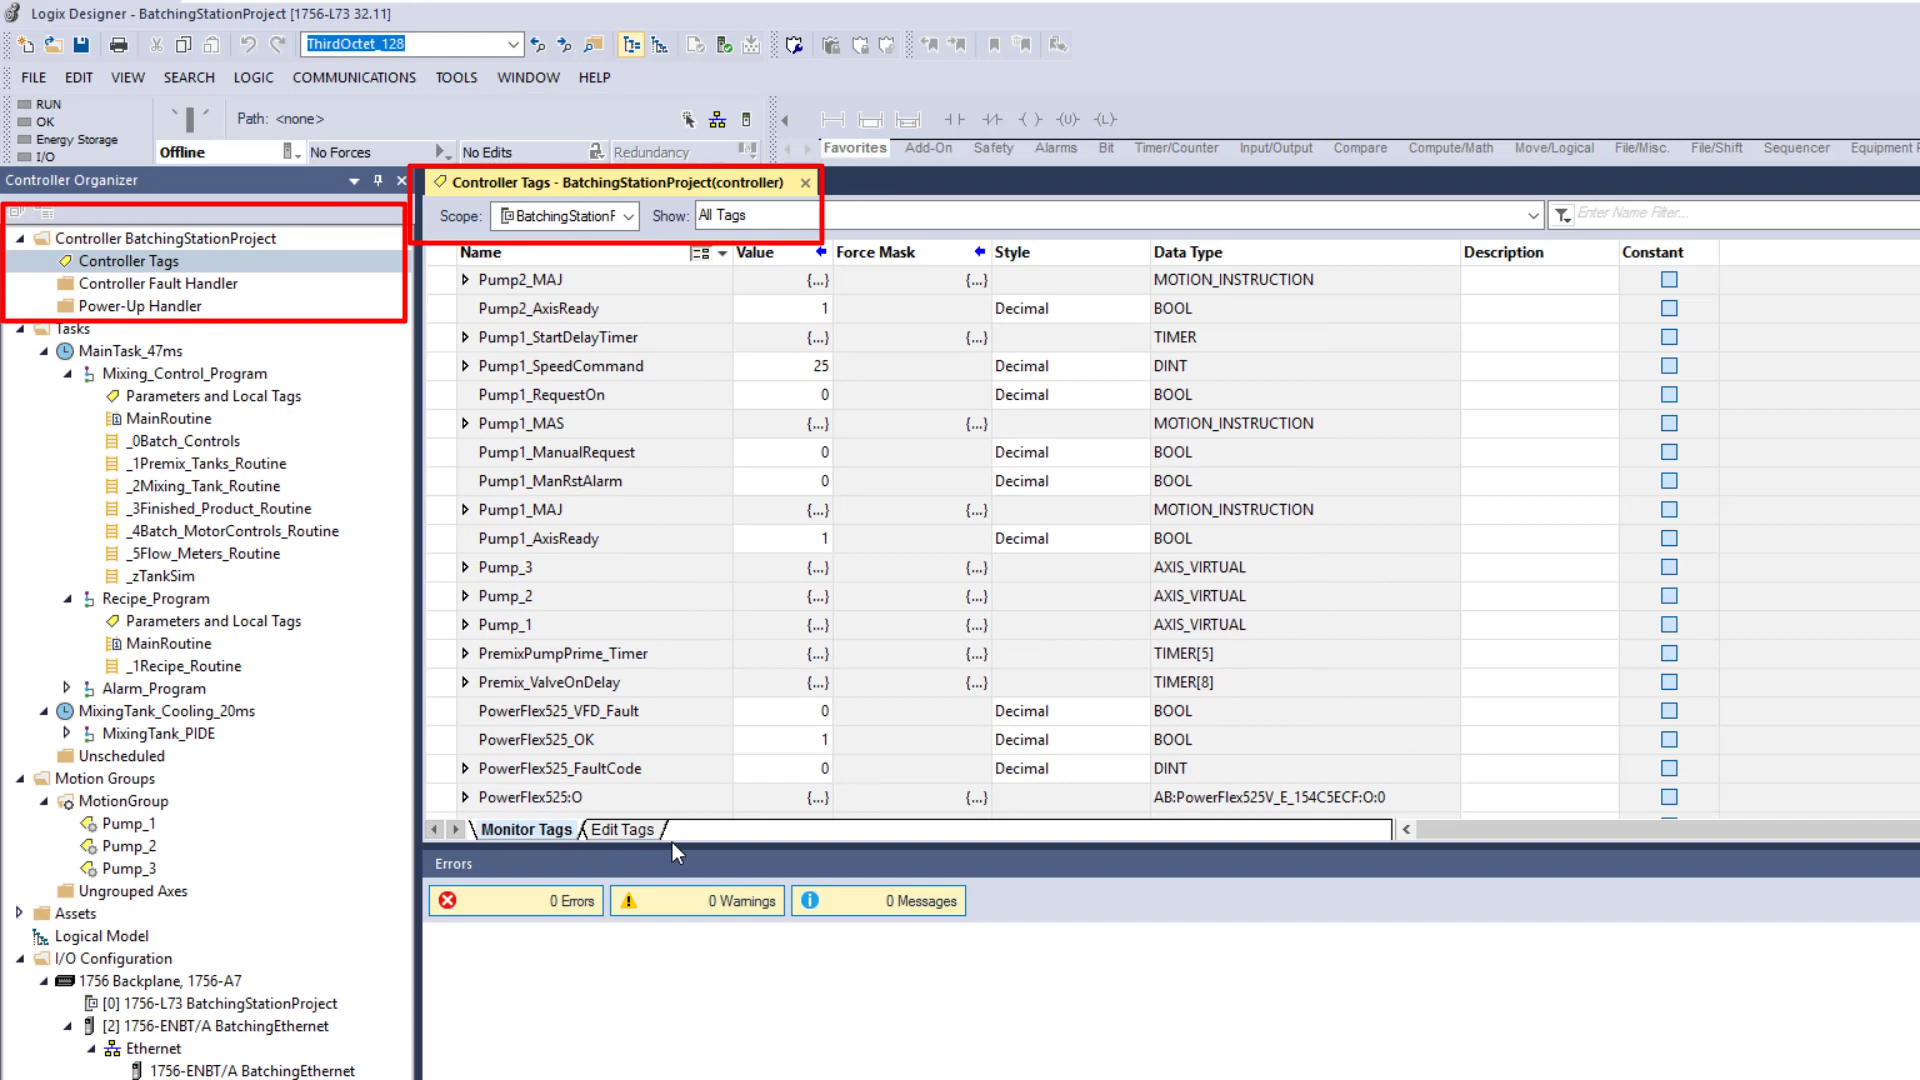 Logix Designer - BatchingStationProject [1756-L73 32.11]
ThirdOctet_128
FILE EDIT VIEW SEARCH LOGIC COMMUNICATIONS TOOLS WINDOW HELP
RUN
OK
Energy Storage
I/O
Path: <none>
Offline No Forces No Edits Redundancy
Favorites Add-On Safety Alarms Bit Timer/Counter Input/Output Compare Compute/Math Move/Logical File/Misc. File/Shift Sequencer Equipment
Controller Organizer
Controller BatchingStationProject
Controller Tags
Controller Fault Handler
Power-Up Handler
Tasks
MainTask_47ms
Mixing_Control_Program
Parameters and Local Tags
MainRoutine
_0Batch_Controls
_1Premix_Tanks_Routine
_2Mixing_Tank_Routine
_3Finished_Product_Routine
_4Batch_MotorControls_Routine
_5Flow_Meters_Routine
_zTankSim
Recipe_Program
Parameters and Local Tags
MainRoutine
_1Recipe_Routine
Alarm_Program
MixingTank_Cooling_20ms
MixingTank_PIDE
Unscheduled
Motion Groups
MotionGroup
Pump_1
Pump_2
Pump_3
Ungrouped Axes
Assets
Logical Model
I/O Configuration
1756 Backplane, 1756-A7
[0] 1756-L73 BatchingStationProject
[2] 1756-ENBT/A BatchingEthernet
Ethernet
1756-ENBT/A BatchingEthernet
Controller Tags - BatchingStationProject(controller)
Scope: BatchingStationF Show: All Tags Enter Name Filter...
Name Value Force Mask Style Data Type Description Constant
Pump2_MAJ {...} {...} MOTION_INSTRUCTION
Pump2_AxisReady 1 Decimal BOOL
Pump1_StartDelayTimer {...} {...} TIMER
Pump1_SpeedCommand 25 Decimal DINT
Pump1_RequestOn 0 Decimal BOOL
Pump1_MAS {...} {...} MOTION_INSTRUCTION
Pump1_ManualRequest 0 Decimal BOOL
Pump1_ManRstAlarm 0 Decimal BOOL
Pump1_MAJ {...} {...} MOTION_INSTRUCTION
Pump1_AxisReady 1 Decimal BOOL
Pump_3 {...} {...} AXIS_VIRTUAL
Pump_2 {...} {...} AXIS_VIRTUAL
Pump_1 {...} {...} AXIS_VIRTUAL
PremixPumpPrime_Timer {...} {...} TIMER[5]
Premix_ValveOnDelay {...} {...} TIMER[8]
PowerFlex525_VFD_Fault 0 Decimal BOOL
PowerFlex525_OK 1 Decimal BOOL
PowerFlex525_FaultCode 0 Decimal DINT
PowerFlex525:O {...} {...} AB:PowerFlex525V_E_154C5ECF:O:0
Monitor Tags Edit Tags
Errors
0 Errors 0 Warnings 0 Messages